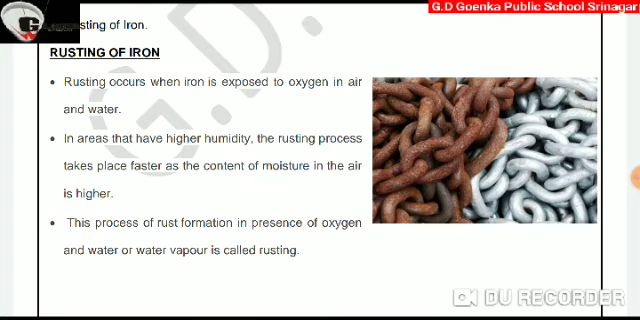 G.D Goenka Public School Srinagar
sting of Iron.
RUSTING OF IRON
• Rusting occurs when iron is exposed to oxygen in air
and water.
• In areas that have higher humidity, the rusting process
takes place faster as the content of moisture in the air
is higher.
• This process of rust formation in presence of oxygen
and water or water vapour is called rusting.
G.D.
DU RECORDER